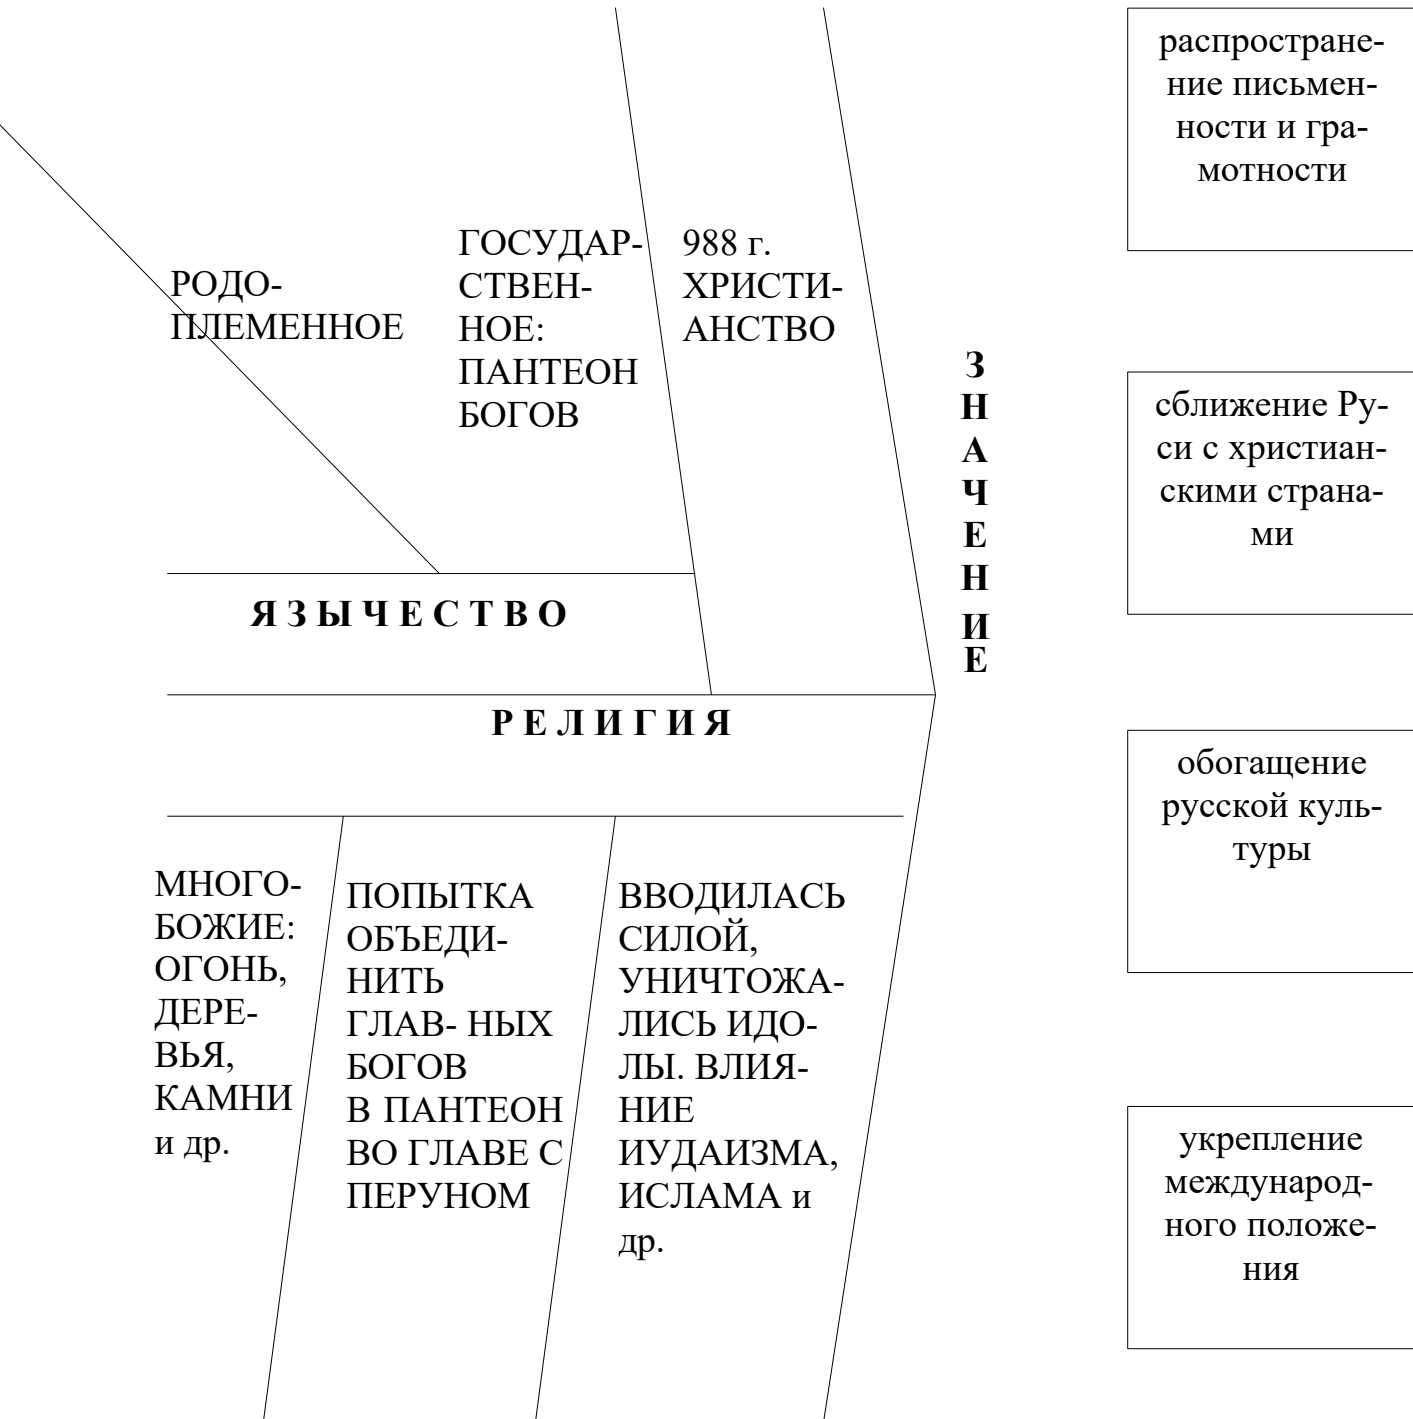 РОДО-
ПЛЕМЕННОЕ
ГОСУДАР-
СТВЕН-
НОЕ:
ПАНТЕОН
БОГОВ
988 г.
ХРИСТИ-
АНСТВО
Я З Ы Ч Е С Т В О
Р Е Л И Г И Я
МНОГО-
БОЖИЕ:
ОГОНЬ,
ДЕРЕ-
ВЬЯ,
КАМНИ
и др.
ПОПЫТКА
ОБЪЕДИ-
НИТЬ
ГЛАВ- НЫХ
БОГОВ
В ПАНТЕОН
ВО ГЛАВЕ С
ПЕРУНОМ
ВВОДИЛАСЬ
СИЛОЙ,
УНИЧТОЖА-
ЛИСЬ ИДО-
ЛЫ. ВЛИЯ-
НИЕ
ИУДАИЗМА,
ИСЛАМА и
др.
З
Н
А
Ч
Е
Н
И
Е
распростране-
ние письмен-
ности и гра-
мотности
сближение Ру-
си с христиан-
скими страна-
ми
обогащение
русской куль-
туры
укрепление
международ-
ного положе-
ния